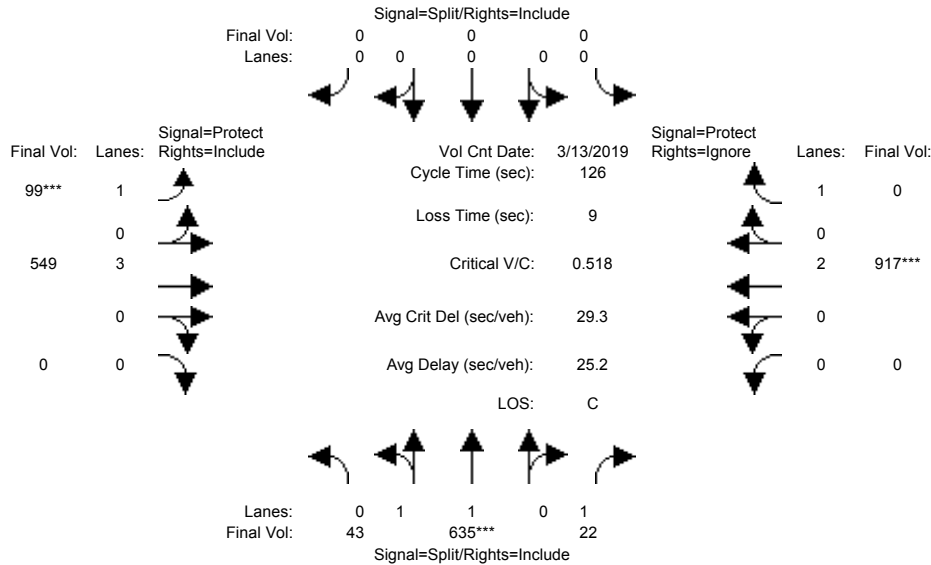 Signal=Split/Rights=Include
Final Vol: 0 0 0
Lanes: 0 0 0 0 0
Signal=Protect Signal=Protect
Final Vol: Lanes: Rights=Include Vol Cnt Date: 3/13/2019 Rights=Ignore Lanes: Final Vol:
Cycle Time (sec): 126
99*** 1 1 0
Loss Time (sec): 9
0 0
549 3 Critical V/C: 0.518 2 917***
0 Avg Crit Del (sec/veh): 29.3 0
0 0 Avg Delay (sec/veh): 25.2 0 0
LOS: C
Lanes: 0 1 1 0 1
Final Vol: 43 635*** 22
Signal=Split/Rights=Include